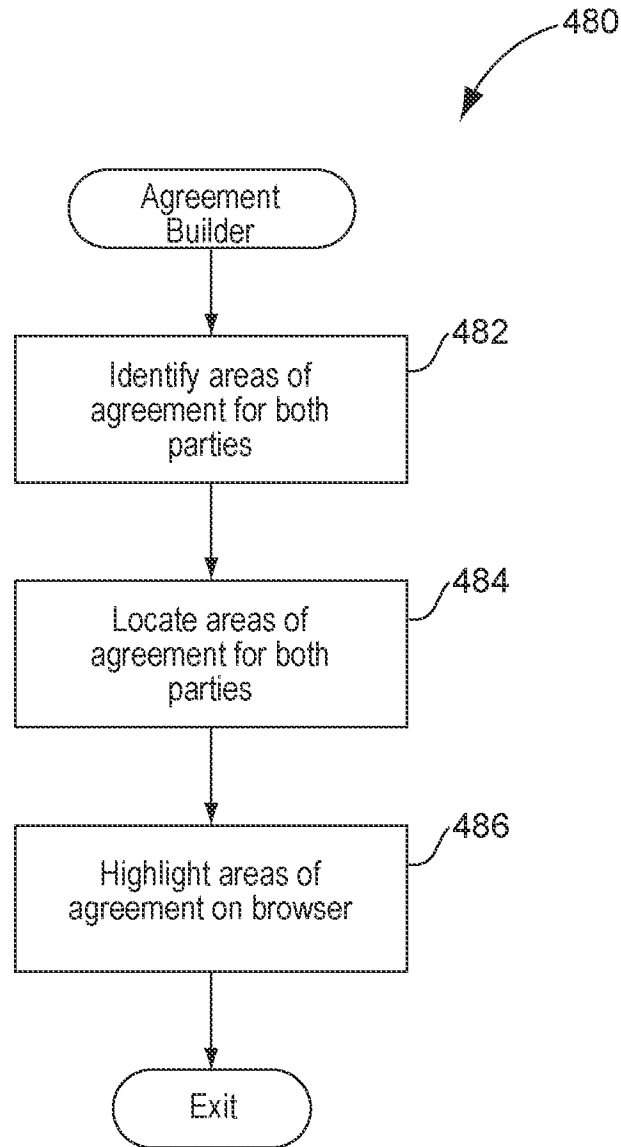 480
Agreement
Builder
482
Identify areas of
agreement for both
parties
484
Locate areas of
agreement for both
parties
486
Highlight areas of
agreement on browser
Exit